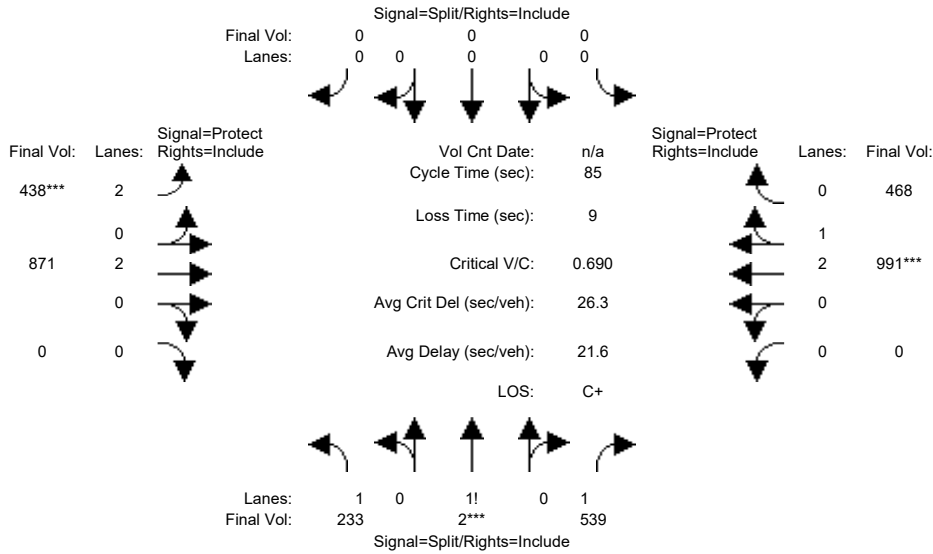 Signal=Split/Rights=Include
Final Vol: 0 0 0
Lanes: 0 0 0 0 0
Signal=Protect Signal=Protect
Final Vol: Lanes: Rights=Include Vol Cnt Date: n/a Rights=Include Lanes: Final Vol:
Cycle Time (sec): 85
438*** 2 0 468
Loss Time (sec): 9
0 1
871 2 Critical V/C: 0.690 2 991***
0 Avg Crit Del (sec/veh): 26.3 0
0 0 Avg Delay (sec/veh): 21.6 0 0
LOS: C+
Lanes: 1 0 1! 0 1
Final Vol: 233 2*** 539
Signal=Split/Rights=Include